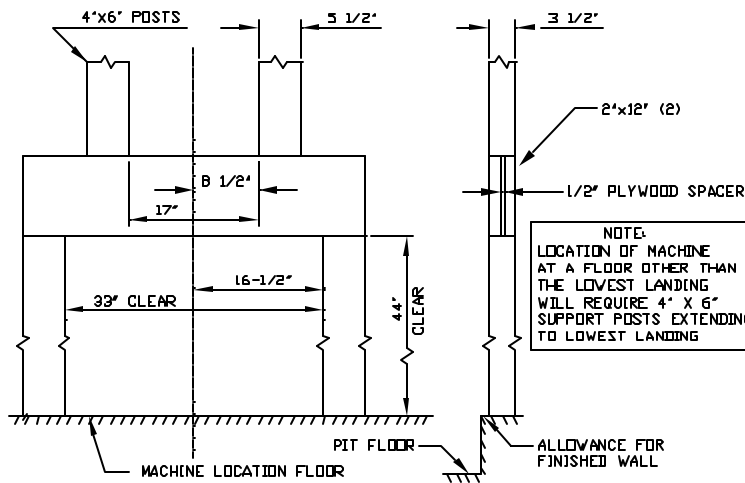 4"x6" POSTS
5 1/2"
3 1/2"
2"x12" (2)
8 1/2"
1/2" PLYWOOD SPACER
17"
NOTE:
LOCATION OF MACHINE
AT A FLOOR OTHER THAN
THE LOWEST LANDING
WILL REQUIRE 4" X 6"
SUPPORT POSTS EXTENDING
TO LOWEST LANDING
16-1/2"
33" CLEAR
44"
CLEAR
PIT FLOOR
ALLOWANCE FOR
FINISHED WALL
MACHINE LOCATION FLOOR